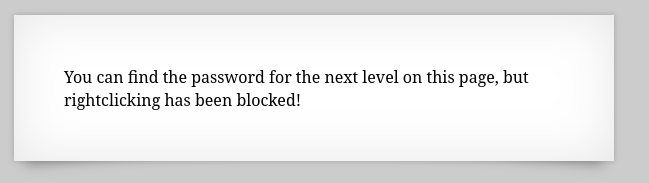 You can find the password for the next level on this page, but
rightclicking has been blocked!